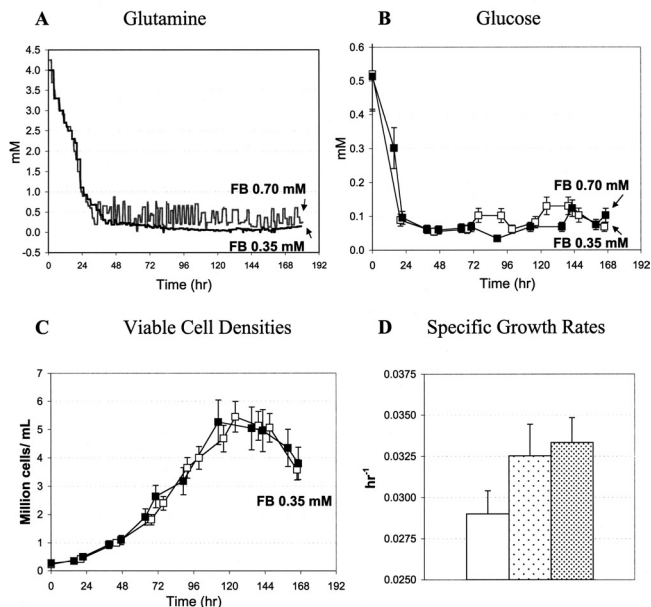 A Glutamine
4.5
4.0
3.5
3.0
2.5
2.0
1.5
1.0
0.5
0.0
-0.5
mM
FB 0.70 mM
FB 0.35 mM
0 24 48 72 96 120 144 168 192
Time (hr)
B Glucose
0.6
0.5
0.4
0.3
0.2
0.1
0
mM
FB 0.70 mM
FB 0.35 mM
0 24 48 72 96 120 144 168 192
Time (hr)
C Viable Cell Densities
7
6
5
4
3
2
1
0
Million cells/ mL
FB 0.35 mM
0 24 48 72 96 120 144 168 192
Time (hr)
D Specific Growth Rates
0.0375
0.0350
0.0325
0.0300
0.0275
0.0250
hr-1